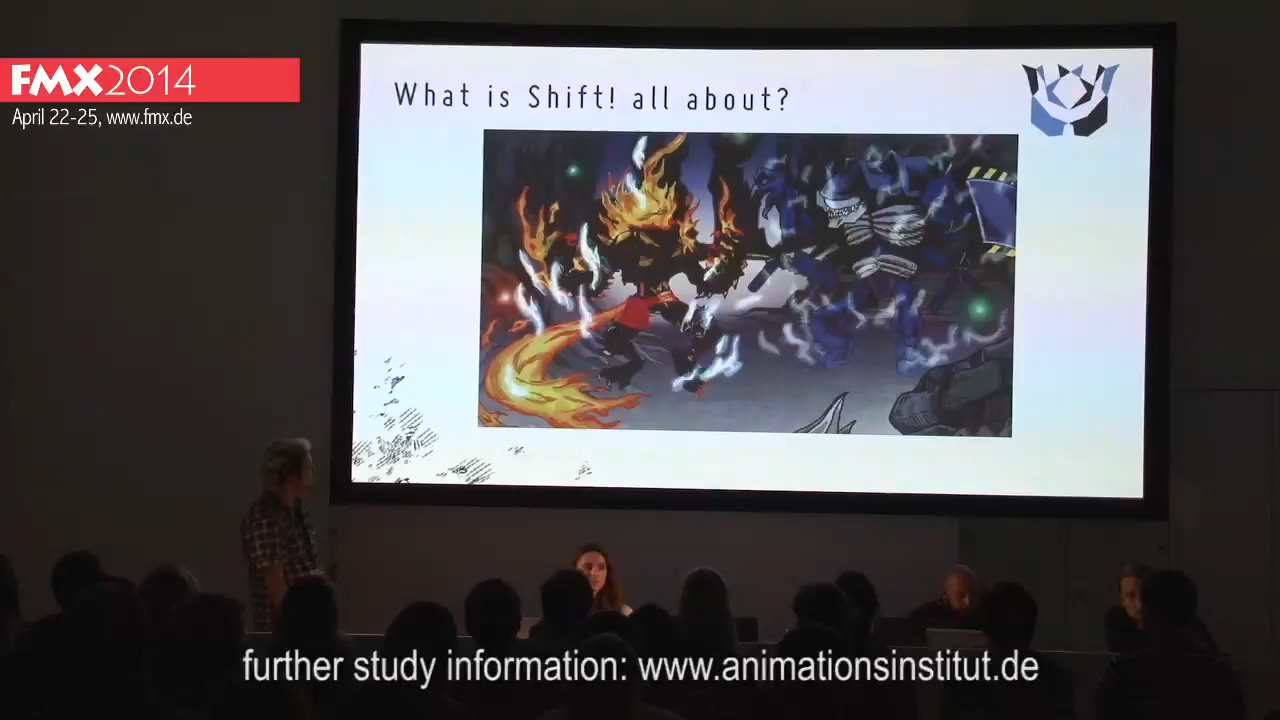 FMX2014
April 22-25, www.fmx.de
What is Shift! all about?
further study information: www.animationsinstitut.de